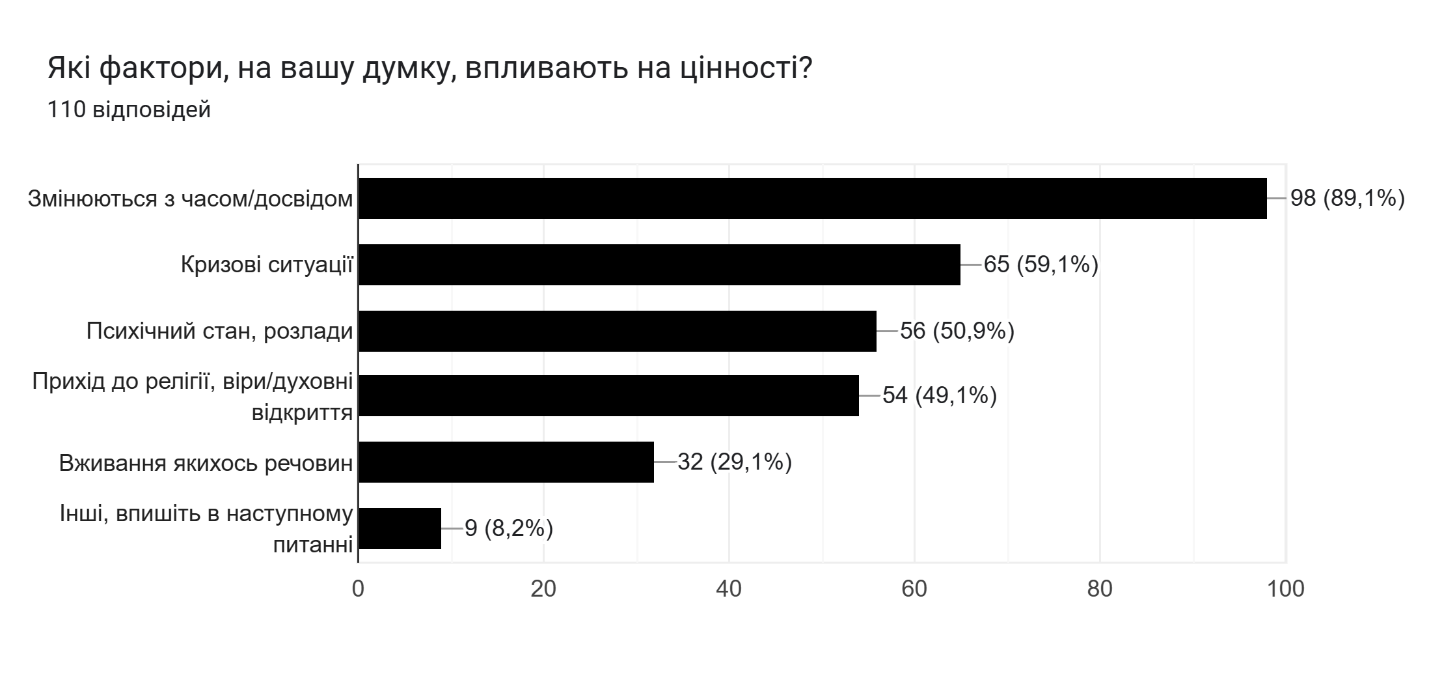 Які фактори, на вашу думку, впливають на цінності?
110 відповідей
Змінюються з часом/досвідом
98 (89,1%)
Кризові ситуації
65 (59,1%)
Психічний стан, розлади
56 (50,9%)
Прихід до релігії, віри/духовні
відкриття
54 (49,1%)
Вживання якихось речовин
32 (29,1%)
Інші, впишіть в наступному
питанні
9 (8,2%)
0 20 40 60 80 100